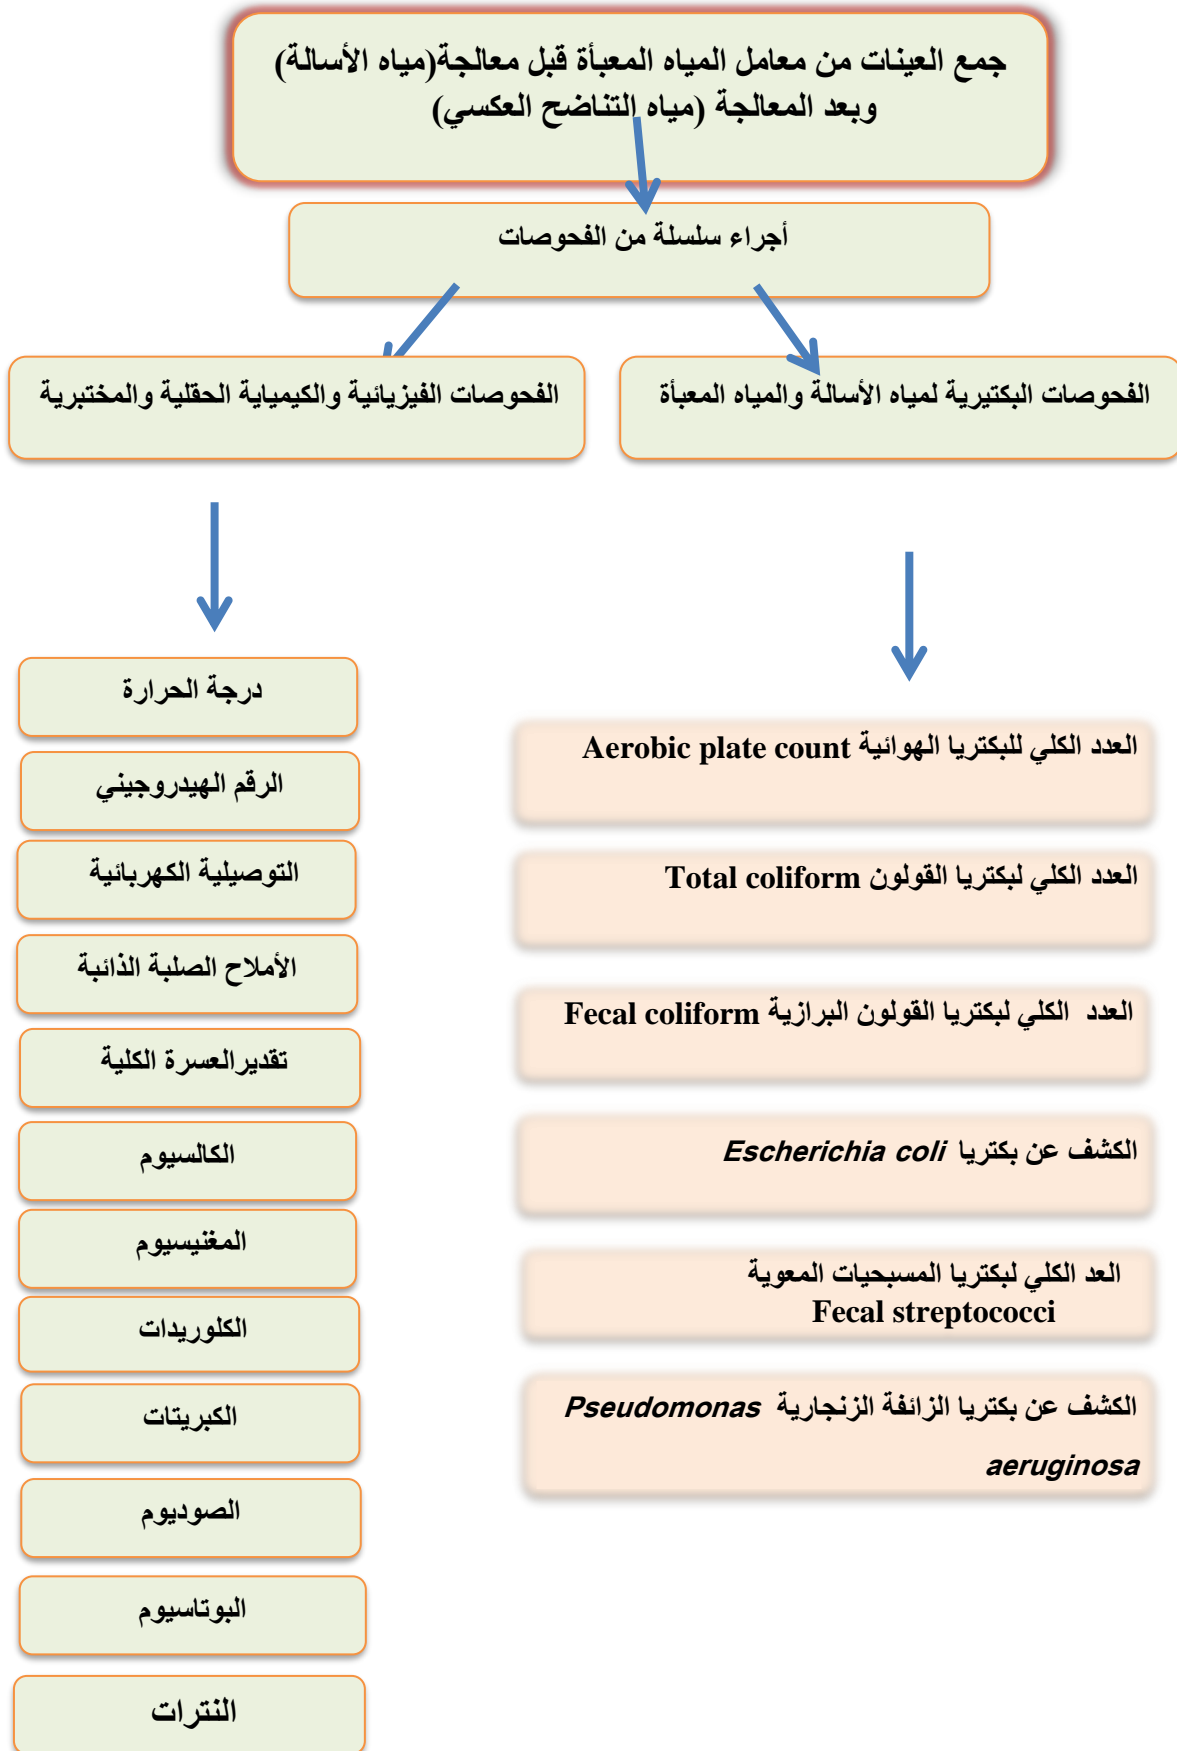 جمع العينات من معامل المياه المعبأة قبل معالجة(مياه الأسالة)
وبعد المعالجة (مياه التناضح العكسي)
أجراء سلسلة من الفحوصات
الفحوصات البكتيرية لمياه الأسالة والمياه المعبأة
الفحوصات الفيزيائية والكيمياية الحقلية والمختبرية
العدد الكلي للبكتريا الهوائية Aerobic plate count
العدد الكلي لبكتريا القولون Total coliform
العدد الكلي لبكتريا القولون البرازية Fecal coliform
الكشف عن بكتريا Escherichia coli
العد الكلي لبكتريا المسبحيات المعوية
Fecal streptococci
الكشف عن بكتريا الزائفة الزنجارية Pseudomonas
aeruginosa
درجة الحرارة
الرقم الهيدروجيني
التوصيلية الكهربائية
الأملاح الصلبة الذائبة
تقديرالعسرة الكلية
الكالسيوم
المغنيسيوم
الكلوريدات
الكبريتات
الصوديوم
البوتاسيوم
النترات